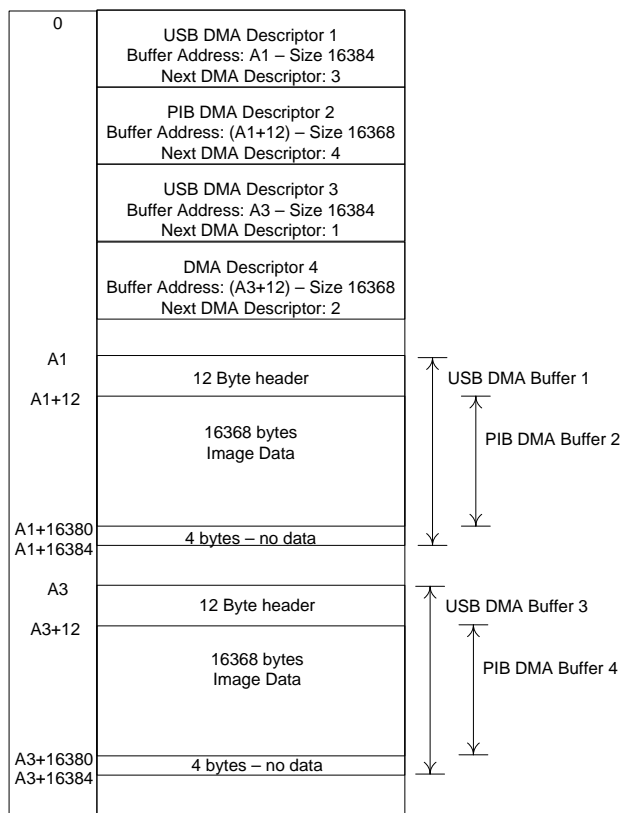 0
USB DMA Descriptor 1
Buffer Address: A1 – Size 16384
Next DMA Descriptor: 3
PIB DMA Descriptor 2
Buffer Address: (A1+12) – Size 16368
Next DMA Descriptor: 4
USB DMA Descriptor 3
Buffer Address: A3 – Size 16384
Next DMA Descriptor: 1
DMA Descriptor 4
Buffer Address: (A3+12) – Size 16368
Next DMA Descriptor: 2
A1
12 Byte header
USB DMA Buffer 1
A1+12
16368 bytes
Image Data
PIB DMA Buffer 2
A1+16380
4 bytes – no data
A1+16384
A3
12 Byte header
USB DMA Buffer 3
A3+12
16368 bytes
Image Data
PIB DMA Buffer 4
A3+16380
4 bytes – no data
A3+16384